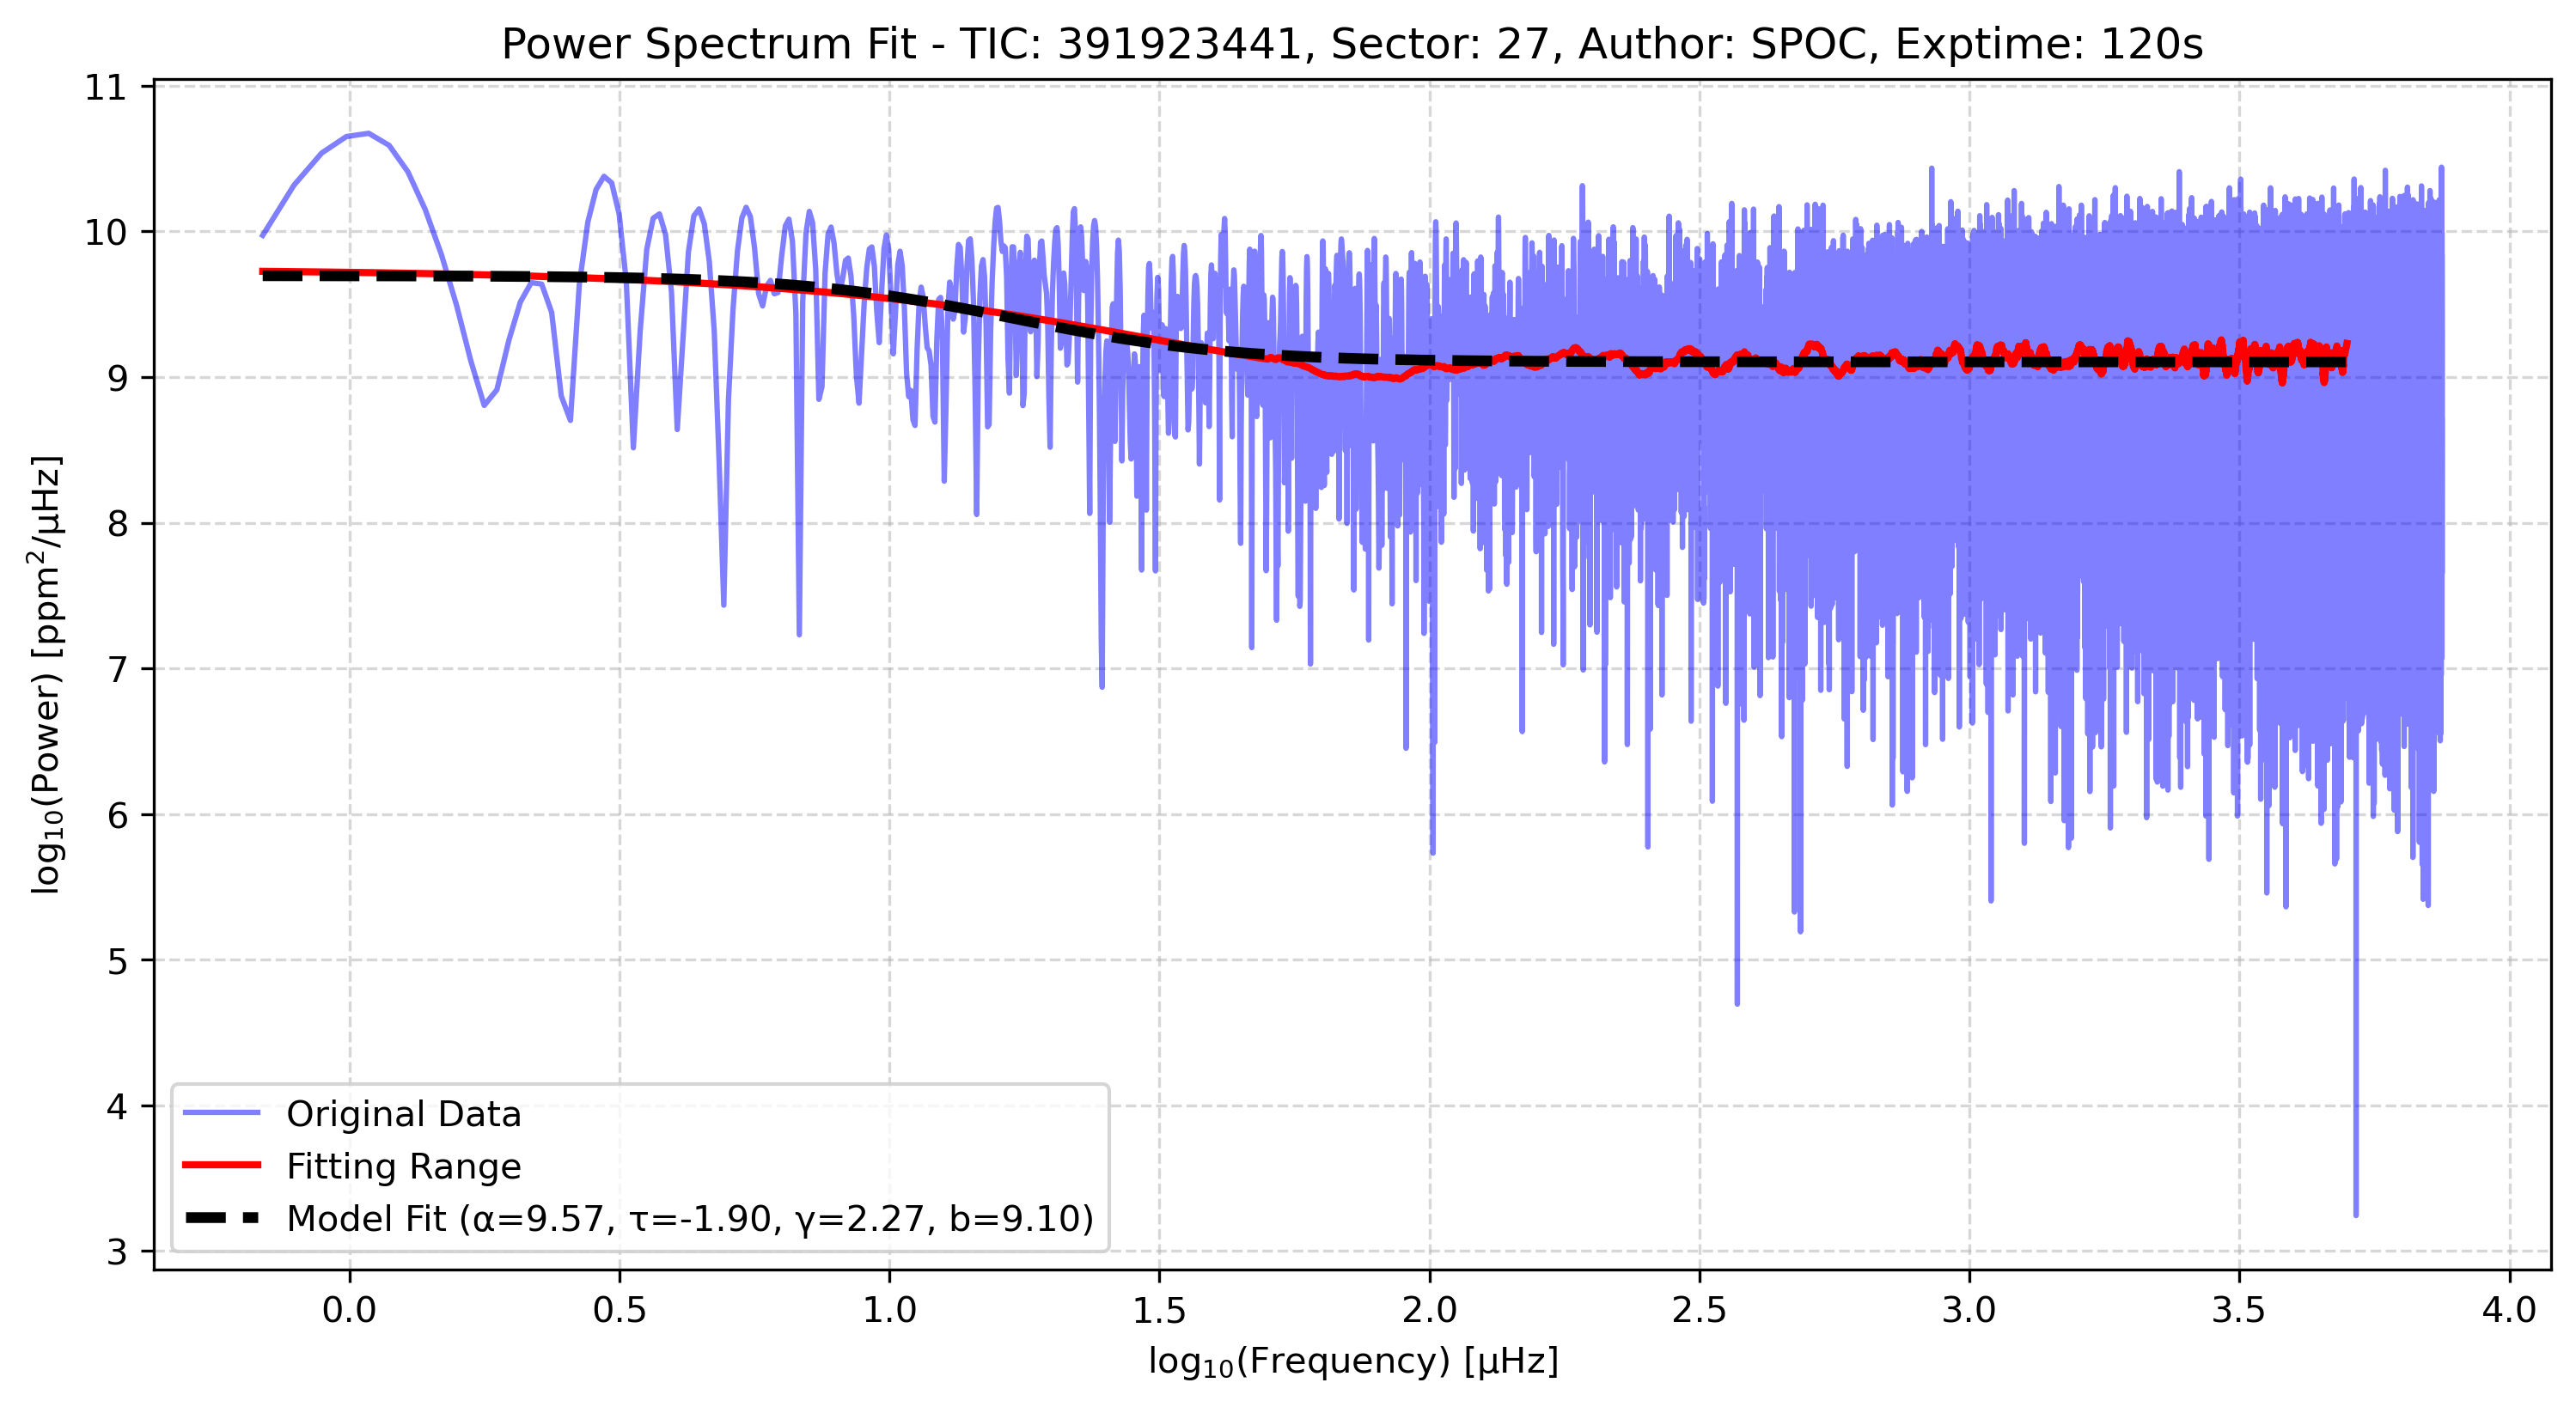 Power Spectrum Fit - TIC: 391923441, Sector: 27, Author: SPOC, Exptime: 120s
log₁₀(Power) [ppm²/μHz]
11
10
9
8
7
6
5
4
3
Original Data
Fitting Range
Model Fit (α=9.57, τ=-1.90, γ=2.27, b=9.10)
0.0 0.5 1.0 1.5 2.0 2.5 3.0 3.5 4.0
log₁₀(Frequency) [μHz]